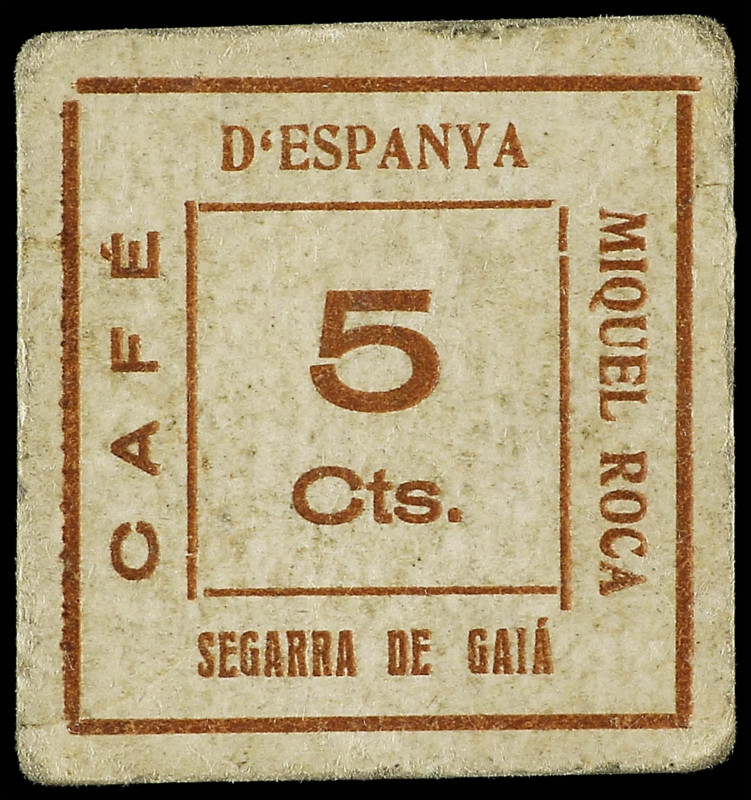 CAFÉ
D'ESPANYA
MIQUEL ROCA
5
Cts.
SEGARRA DE GAIÁ